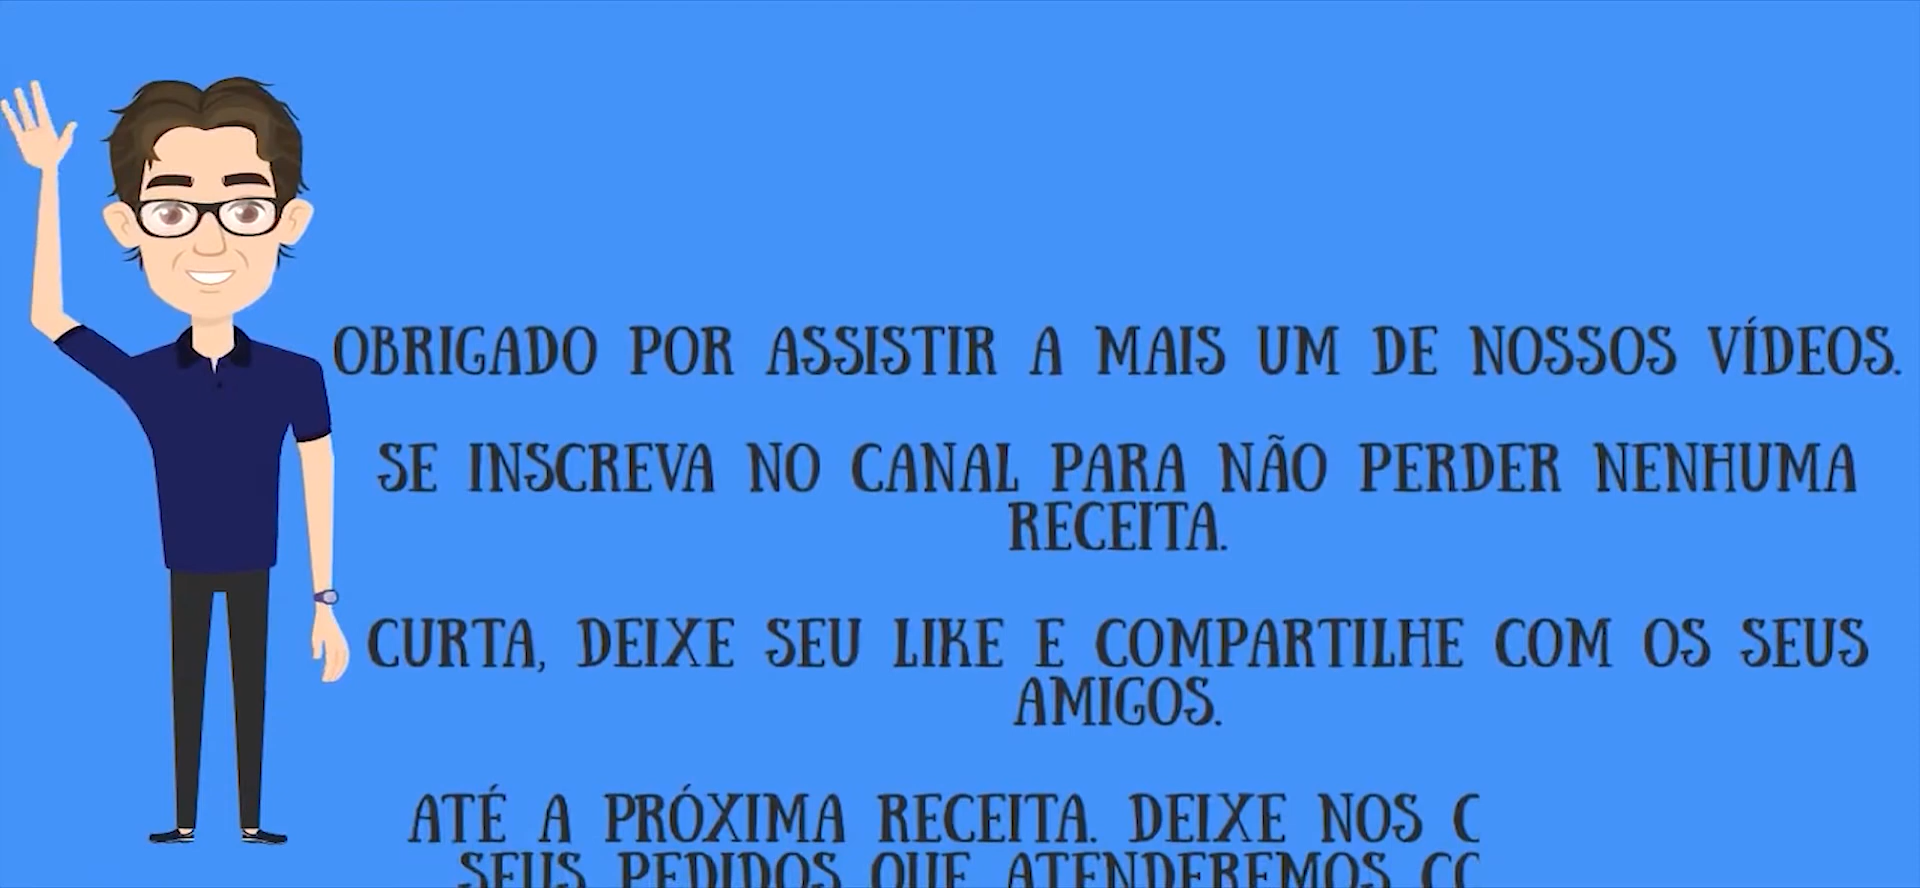 OBRIGADO POR ASSISTIR A MAIS UM DE NOSSOS VÍDEOS.
SE INSCREVA NO CANAL PARA NÃO PERDER NENHUMA
RECEITA.
CURTA, DEIXE SEU LIKE E COMPARTILHE COM OS SEUS
AMIGOS.
ATÉ A PRÓXIMA RECEITA. DEIXE NOS C
SEUS PEDIDOS QUE ATENDEREMOS CO